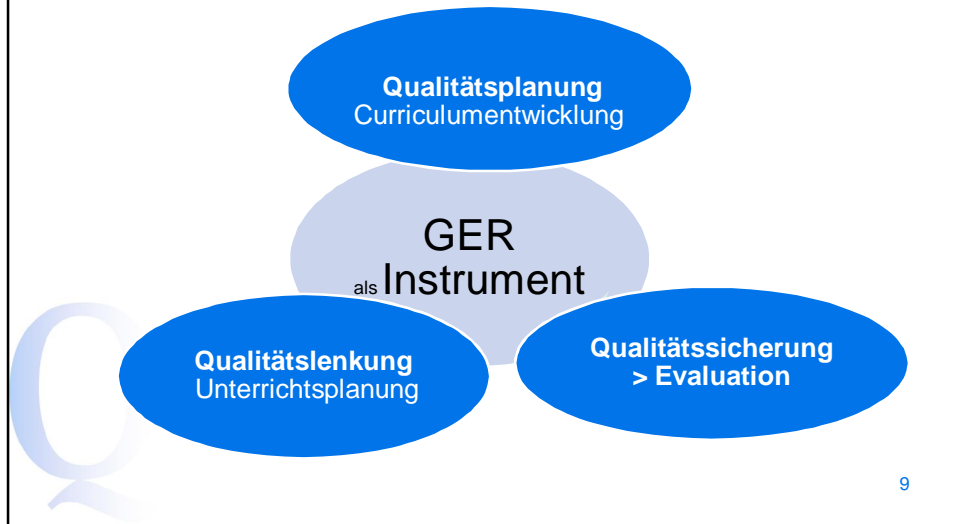 Qualitätsplanung
Curriculumentwicklung
GER
als Instrument
Qualitätslenkung
Unterrichtsplanung
Qualitätssicherung
> Evaluation
Q
9